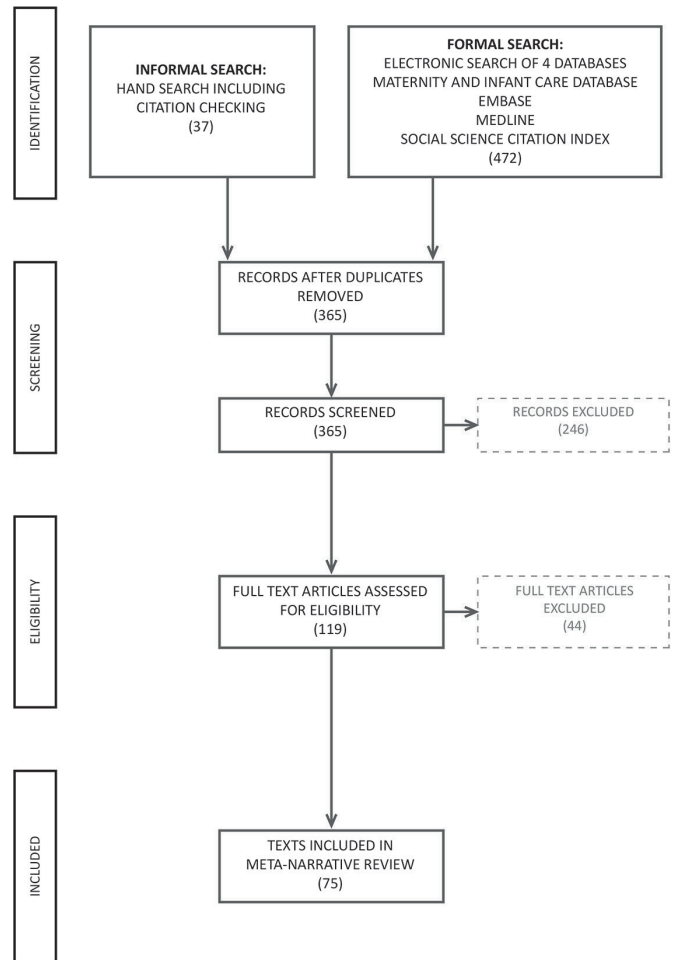 IDENTIFICATION
INFORMAL SEARCH:
HAND SEARCH INCLUDING
CITATION CHECKING
(37)
FORMAL SEARCH:
ELECTRONIC SEARCH OF 4 DATABASES
MATERNITY AND INFANT CARE DATABASE
EMBASE
MEDLINE
SOCIAL SCIENCE CITATION INDEX
(472)
SCREENING
RECORDS AFTER DUPLICATES
REMOVED
(365)
RECORDS SCREENED
(365)
RECORDS EXCLUDED
(246)
ELIGIBILITY
FULL TEXT ARTICLES ASSESSED
FOR ELIGIBILITY
(119)
FULL TEXT ARTICLES
EXCLUDED
(44)
INCLUDED
TEXTS INCLUDED IN
META-NARRATIVE REVIEW
(75)